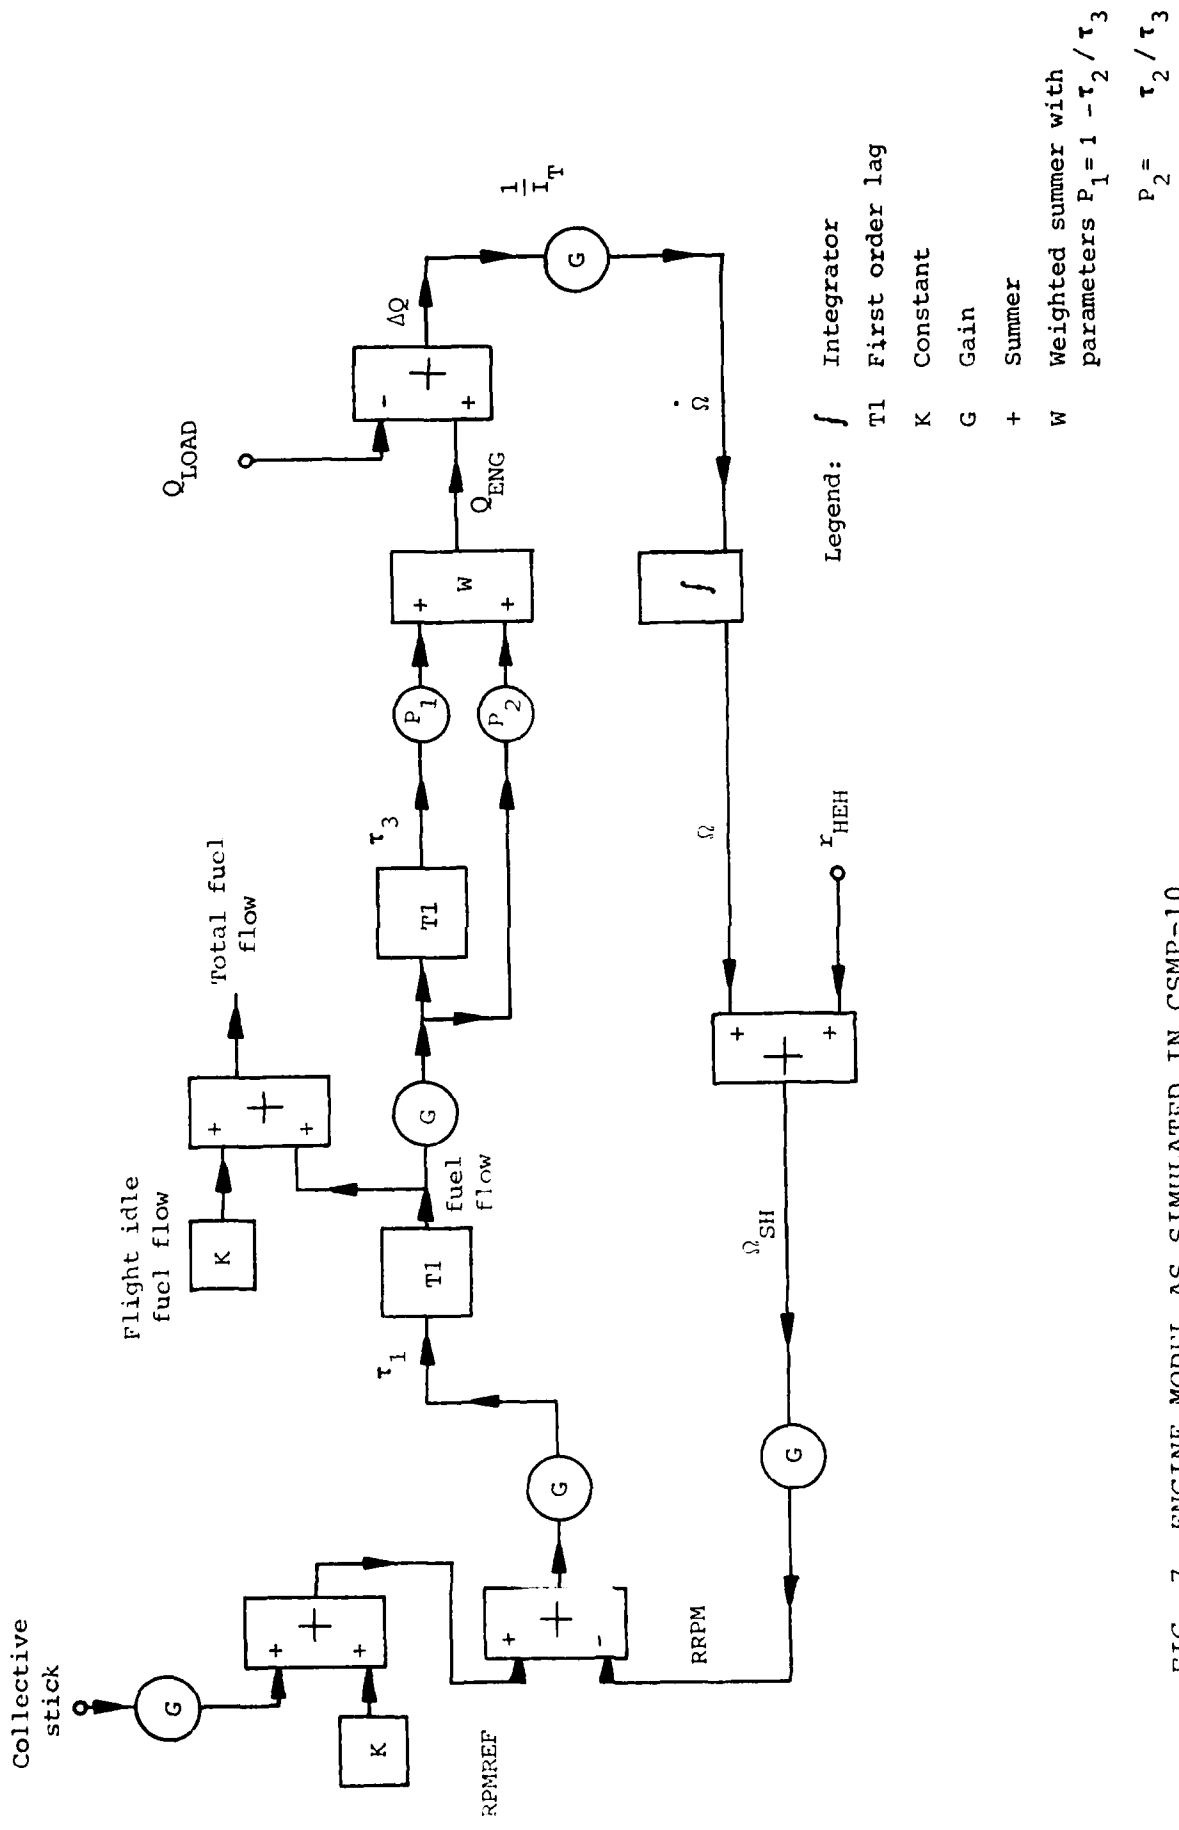 Collective
stick
G
K
RPMREF
+
+
+
+
-
+
RRPM
G
τ1
T1
Flight idle
fuel flow
K
+
+
+
Total fuel
flow
fuel
flow
G
T1
τ3
P1
P2
+
+
W
QENG
QLOAD
-
+
+
ΔQ
G
1
IT
Ω̇
∫
Ω
rHEH
+
+
+
ΩSH
G
Legend: ∫ Integrator
T1 First order lag
K Constant
G Gain
+ Summer
W Weighted summer with
parameters P1 = 1 - τ2 / τ3
P2 = τ2 / τ3
FIG. 7 ENGINE MODEL AS SIMULATED IN CSMP-10